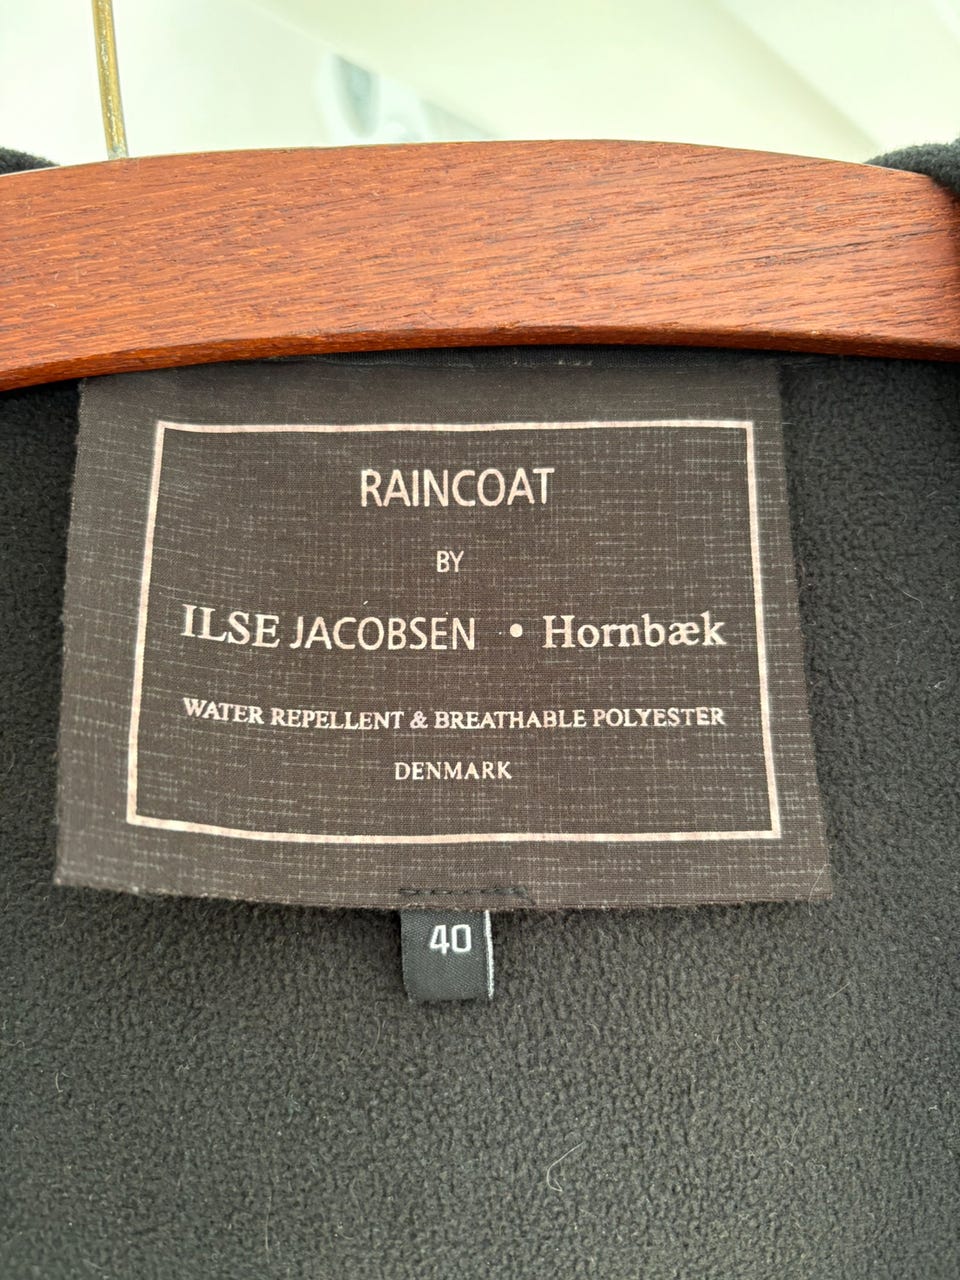 RAINCOAT
BY
ILSE JACOBSEN • Hornbæk
WATER REPELLENT & BREATHABLE POLYESTER
DENMARK
40